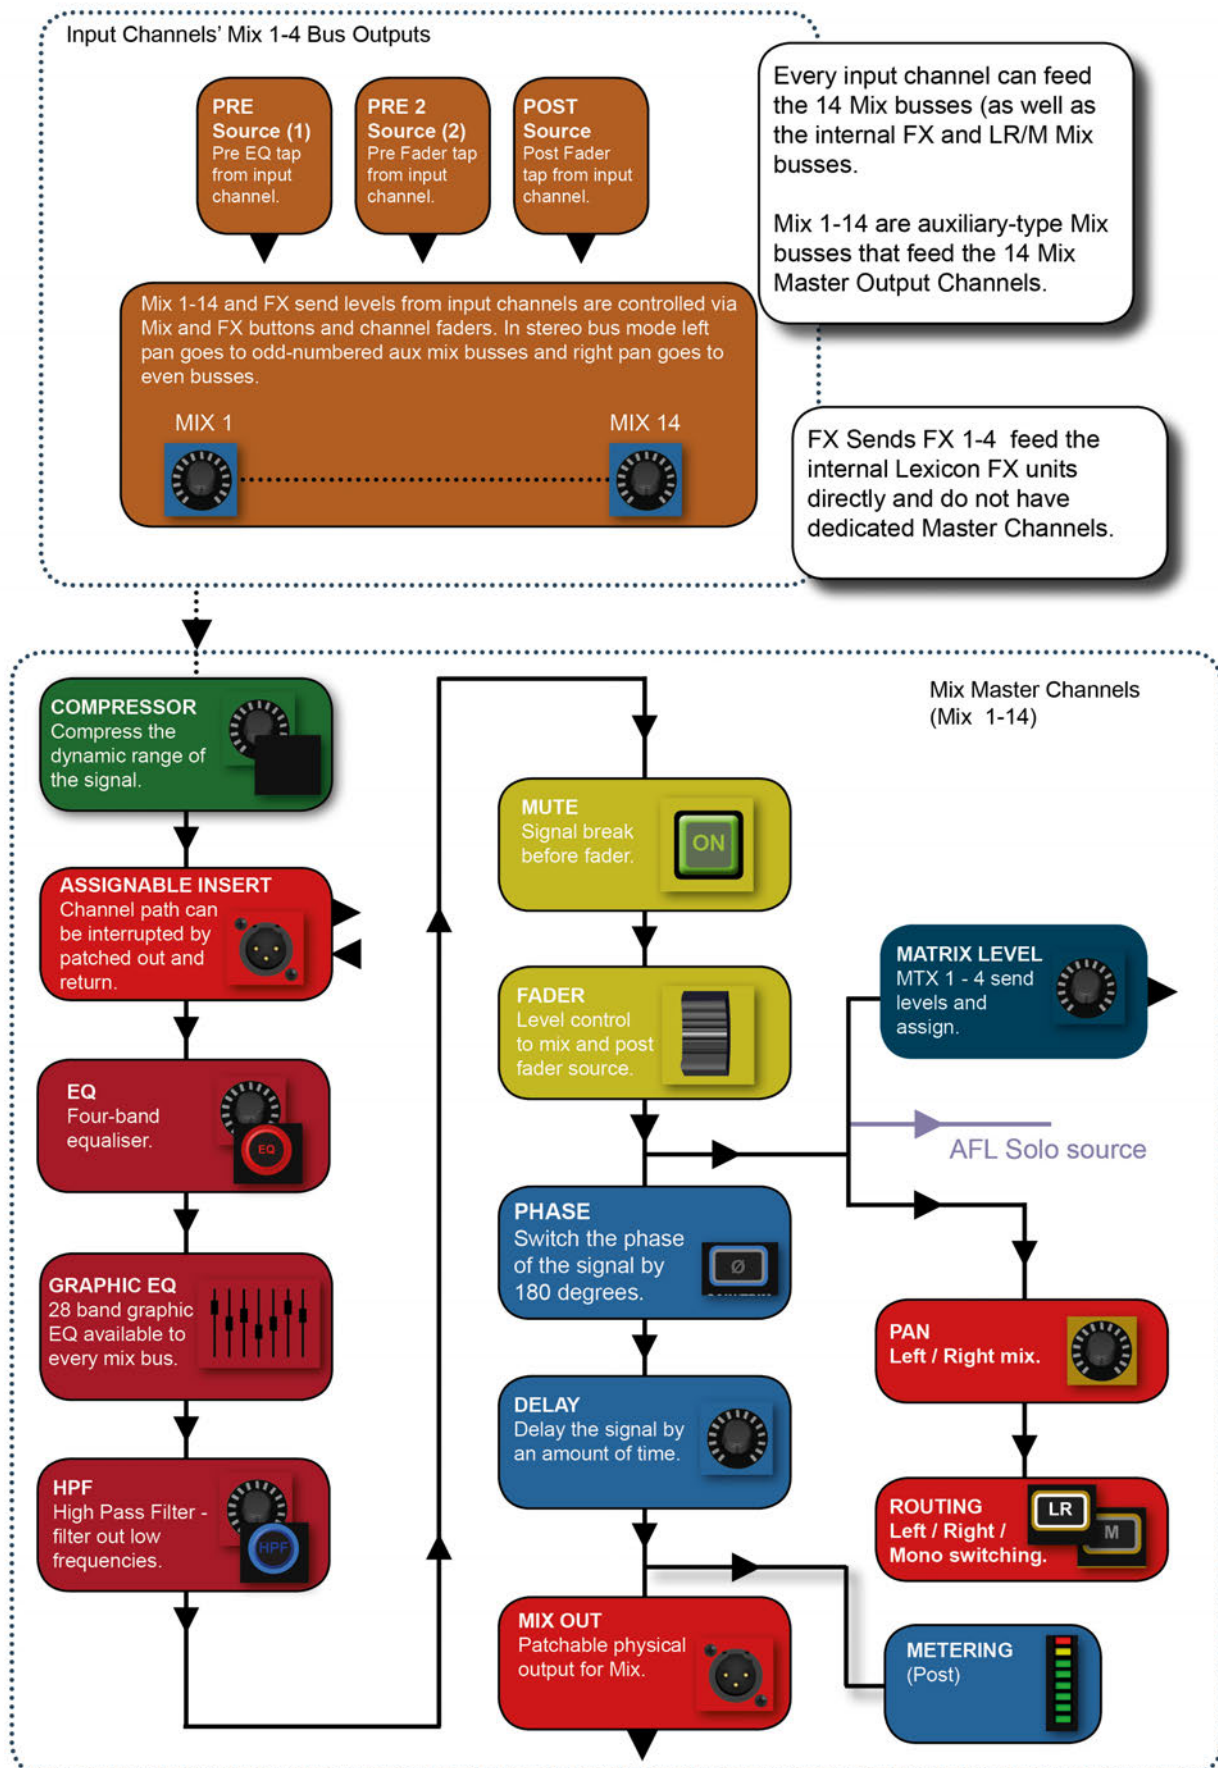 Input Channels’ Mix 1-4 Bus Outputs
PRE
Source (1)
Pre EQ tap
from input
channel.
PRE 2
Source (2)
Pre Fader tap
from input
channel.
POST
Source
Post Fader
tap from input
channel.
Every input channel can feed
the 14 Mix busses (as well as
the internal FX and LR/M Mix
busses.
Mix 1-14 are auxiliary-type Mix
busses that feed the 14 Mix
Master Output Channels.
Mix 1-14 and FX send levels from input channels are controlled via
Mix and FX buttons and channel faders. In stereo bus mode left
pan goes to odd-numbered aux mix busses and right pan goes to
even busses.
MIX 1
MIX 14
FX Sends FX 1-4 feed the
internal Lexicon FX units
directly and do not have
dedicated Master Channels.
Mix Master Channels
(Mix 1-14)
COMPRESSOR
Compress the
dynamic range of
the signal.
ASSIGNABLE INSERT
Channel path can
be interrupted by
patched out and
return.
EQ
Four-band
equaliser.
EQ
GRAPHIC EQ
28 band graphic
EQ available to
every mix bus.
HPF
High Pass Filter -
filter out low
frequencies.
HPF
MUTE
Signal break
before fader.
ON
FADER
Level control
to mix and post
fader source.
MATRIX LEVEL
MTX 1 - 4 send
levels and
assign.
AFL Solo source
PHASE
Switch the phase
of the signal by
180 degrees.
Ø
PAN
Left / Right mix.
DELAY
Delay the signal by
an amount of time.
ROUTING
Left / Right /
Mono switching.
LR
M
MIX OUT
Patchable physical
output for Mix.
METERING
(Post)